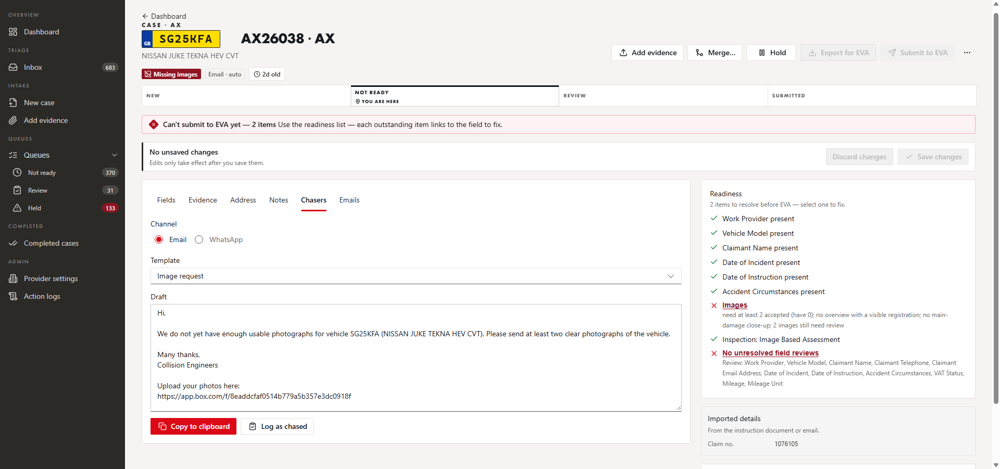 OVERVIEW
Dashboard
TRIAGE
Inbox 683
INTAKE
New case
Add evidence
QUEUES
Queues
Not ready 370
Review 31
Held 133
COMPLETED
Completed cases
ADMIN
Provider settings
Action logs
← Dashboard
CASE · AX
GB SG25KFA
AX26038 · AX
NISSAN JUKE TEKNA HEV CVT
Missing images Email · auto 2d old
Add evidence Merge... Hold Export for EVA Submit to EVA ...
NEW
NOT READY
YOU ARE HERE
REVIEW
SUBMITTED
Can't submit to EVA yet — 2 items Use the readiness list — each outstanding item links to the field to fix.
No unsaved changes
Edits only take effect after you save them.
Discard changes Save changes
Fields Evidence Address Notes Chasers Emails
Channel
Email WhatsApp
Template
Image request
Draft
Hi,
We do not yet have enough usable photographs for vehicle SG25KFA (NISSAN JUKE TEKNA HEV CVT). Please send at least two clear photographs of the vehicle.
Many thanks,
Collision Engineers
Upload your photos here:
https://app.box.com/f/8eaddcfaf0514b779a5b357e3dc0918f
Copy to clipboard Log as chased
Readiness
2 items to resolve before EVA — select one to fix.
Work Provider present
Vehicle Model present
Claimant Name present
Date of Incident present
Date of Instruction present
Accident Circumstances present
Images
need at least 2 accepted (have 0); no overview with a visible registration; no main-
damage close-up; 2 images still need review
Inspection: Image Based Assessment
No unresolved field reviews
Review: Work Provider, Vehicle Model, Claimant Name, Claimant Telephone, Claimant
Email Address, Date of Incident, Date of Instruction, Accident Circumstances, VAT Status,
Mileage, Mileage Unit
Imported details
From the instruction document or email.
Claim no. 1076105